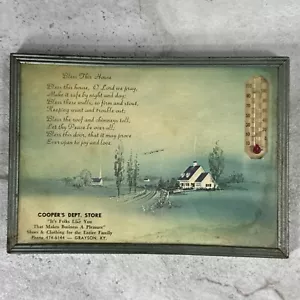 Bless This House
Bless this house, O Lord we pray,
Make it safe by night and day;
Bless these walls, so firm and stout,
Keeping want and trouble out;
Bless the roof and chimneys tall,
Let thy Peace lie over all,
Bless this door, that it may prove
Ever open to joy and love.
COOPER'S DEPT. STORE
"It's Folks Like You
That Makes Business A Pleasure"
Shoes & Clothing for the Entire Family
Phone 474-6144 — GRAYSON, KY.